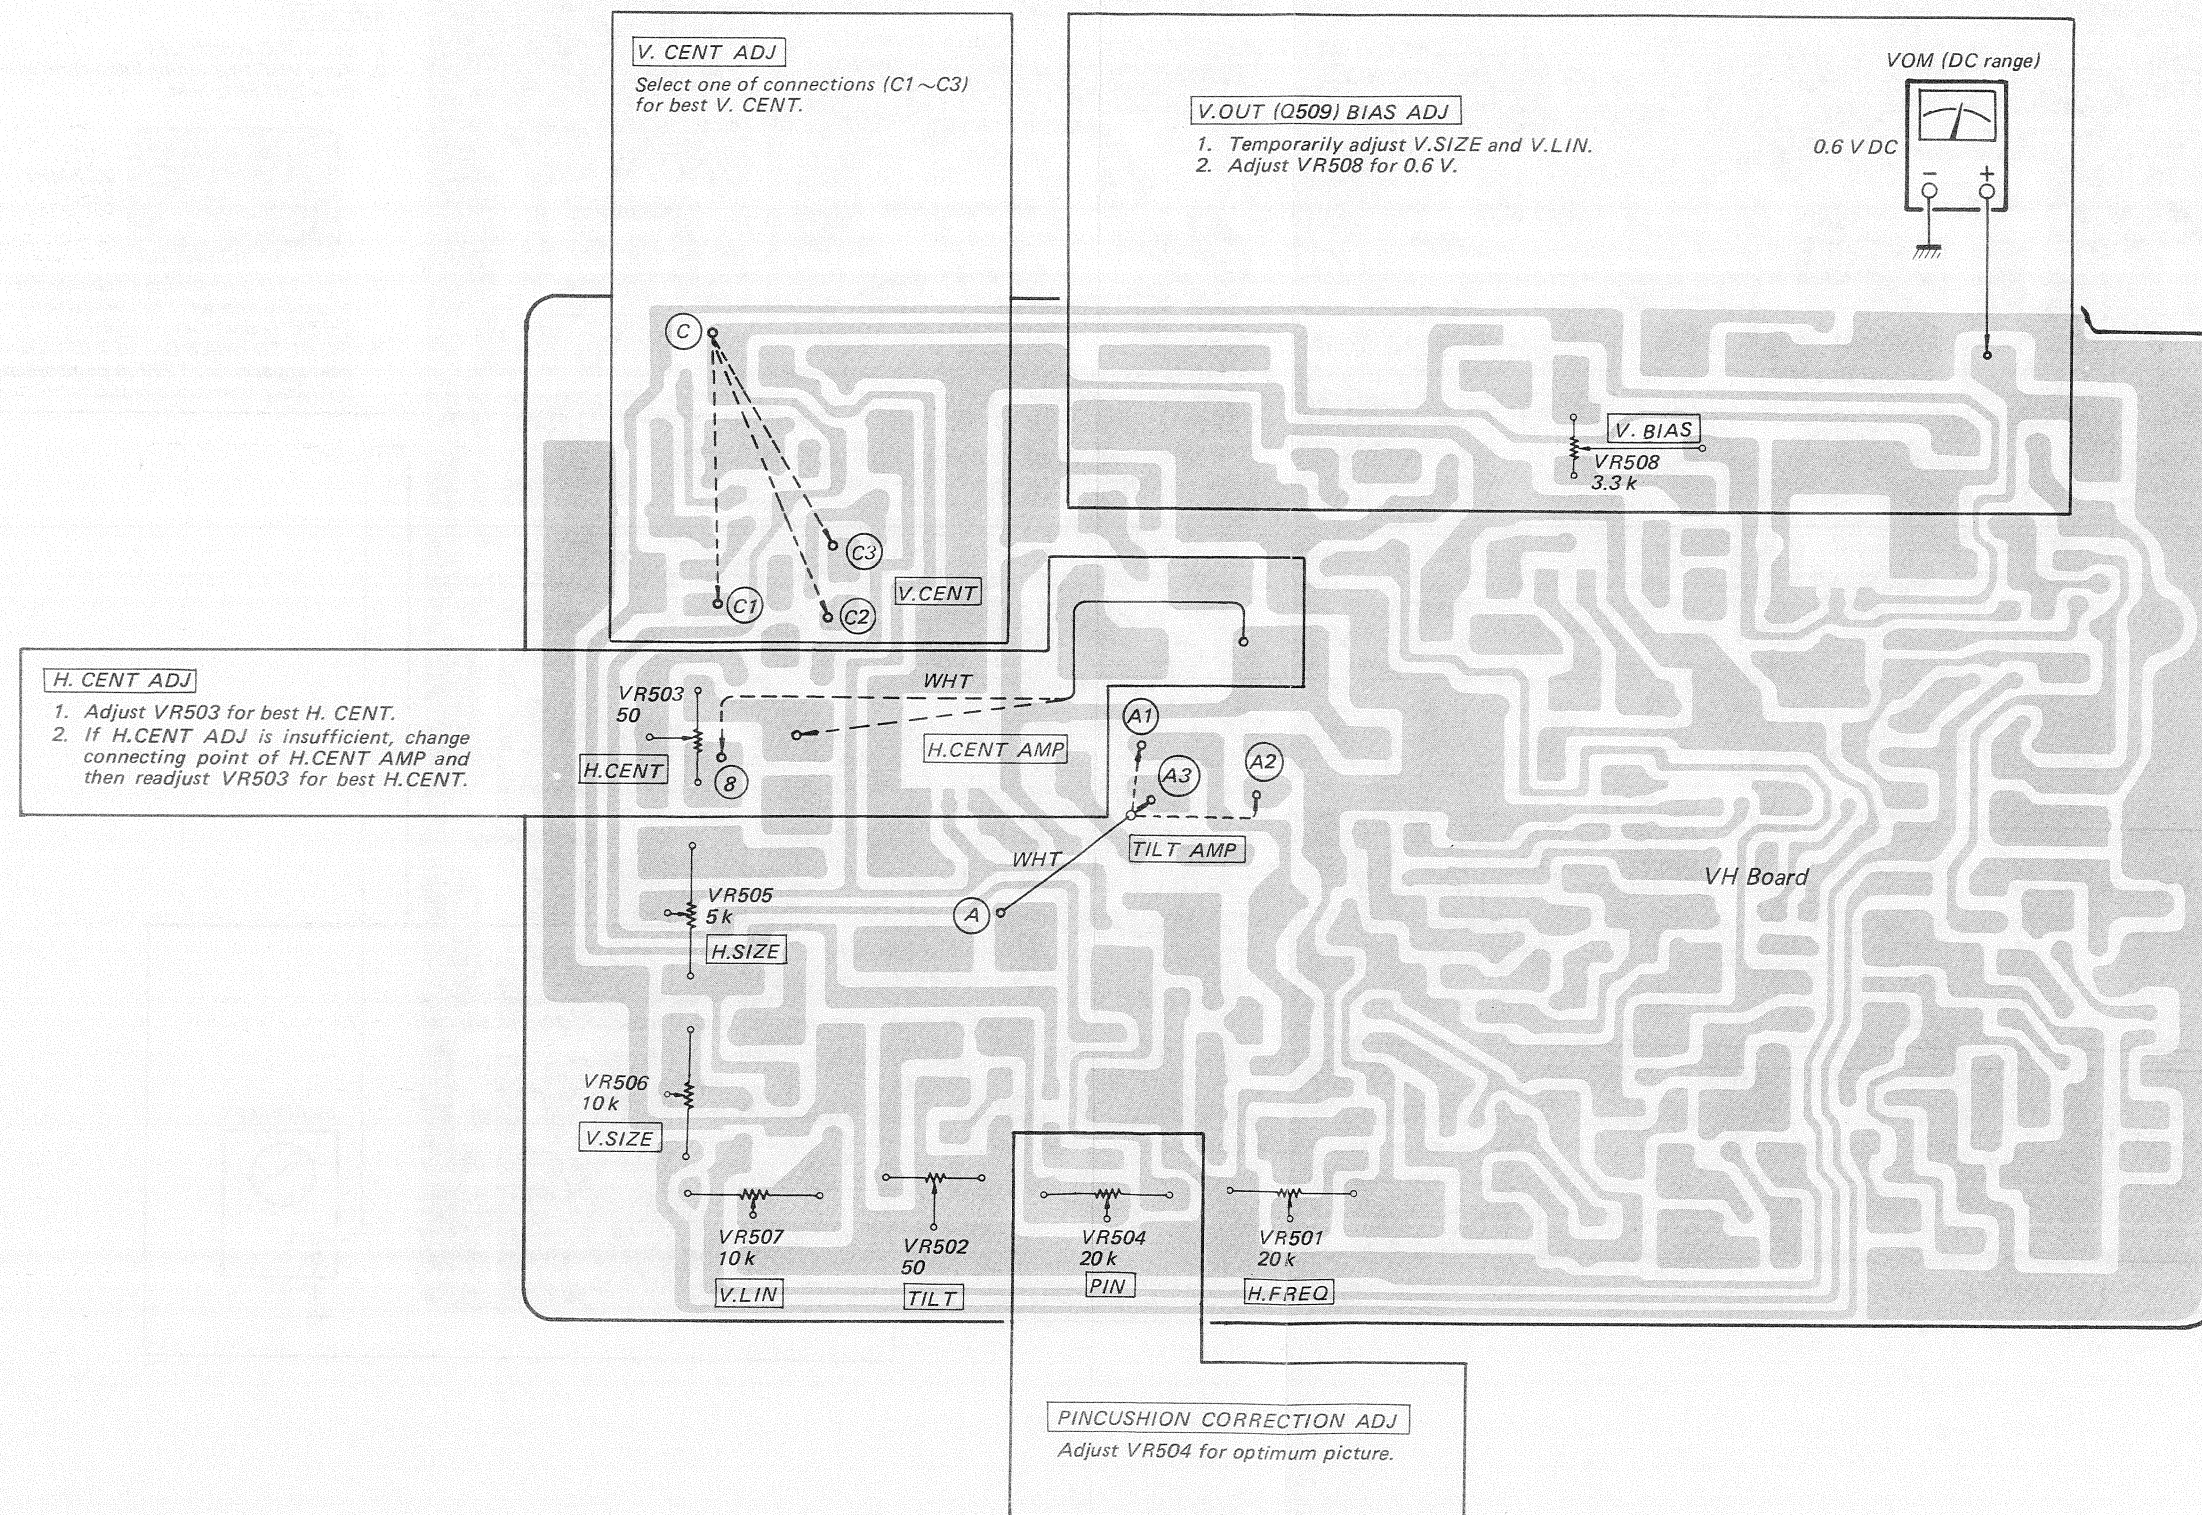 V. CENT ADJ
Select one of connections (C1~C3)
for best V. CENT.
V.OUT (Q509) BIAS ADJ
1. Temporarily adjust V.SIZE and V.LIN.
2. Adjust VR508 for 0.6 V.
VOM (DC range)
0.6 V DC
− +
C
V. BIAS
VR508
3.3 k
C3
C1
C2
V.CENT
H. CENT ADJ
1. Adjust VR503 for best H. CENT.
2. If H.CENT ADJ is insufficient, change
connecting point of H.CENT AMP and
then readjust VR503 for best H.CENT.
VR503
50
H.CENT
8
WHT
H.CENT AMP
A1
A3
A2
TILT AMP
WHT
A
VH Board
VR505
5 k
H.SIZE
VR506
10 k
V.SIZE
VR507
10 k
V.LIN
VR502
50
TILT
VR504
20 k
PIN
VR501
20 k
H.FREQ
PINCUSHION CORRECTION ADJ
Adjust VR504 for optimum picture.